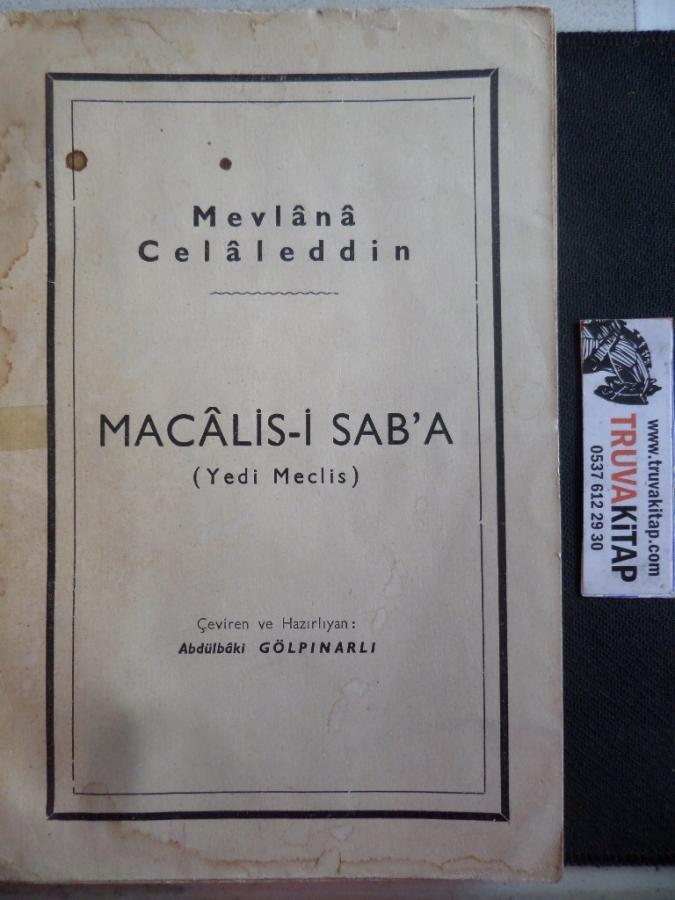 Mevlânâ
Celâleddin
MACÂLİS-İ SAB'A
(Yedi Meclis)
Çeviren ve Hazırlıyan:
Abdülbâki GÖLPINARLI
TRUVAKİTAP
www.truvakitap.com
0537 612 29 30